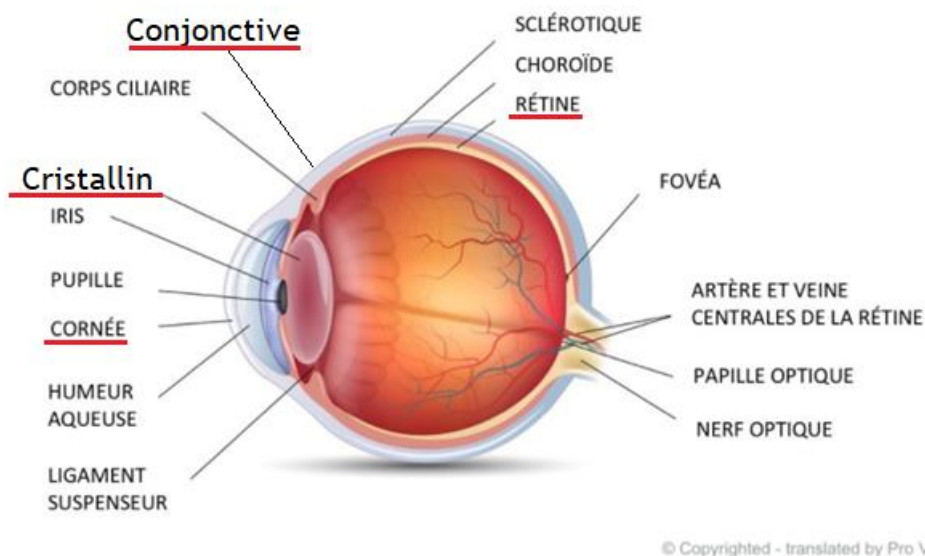 Conjonctive
CORPS CILIAIRE
Cristallin
IRIS
PUPILLE
CORNÉE
HUMEUR
AQUEUSE
LIGAMENT
SUSPENSEUR
SCLÉROTIQUE
CHOROÏDE
RÉTINE
FOVÉA
ARTÈRE ET VEINE
CENTRALES DE LA RÉTINE
PAPILLE OPTIQUE
NERF OPTIQUE
© Copyrighted - translated by Pro V